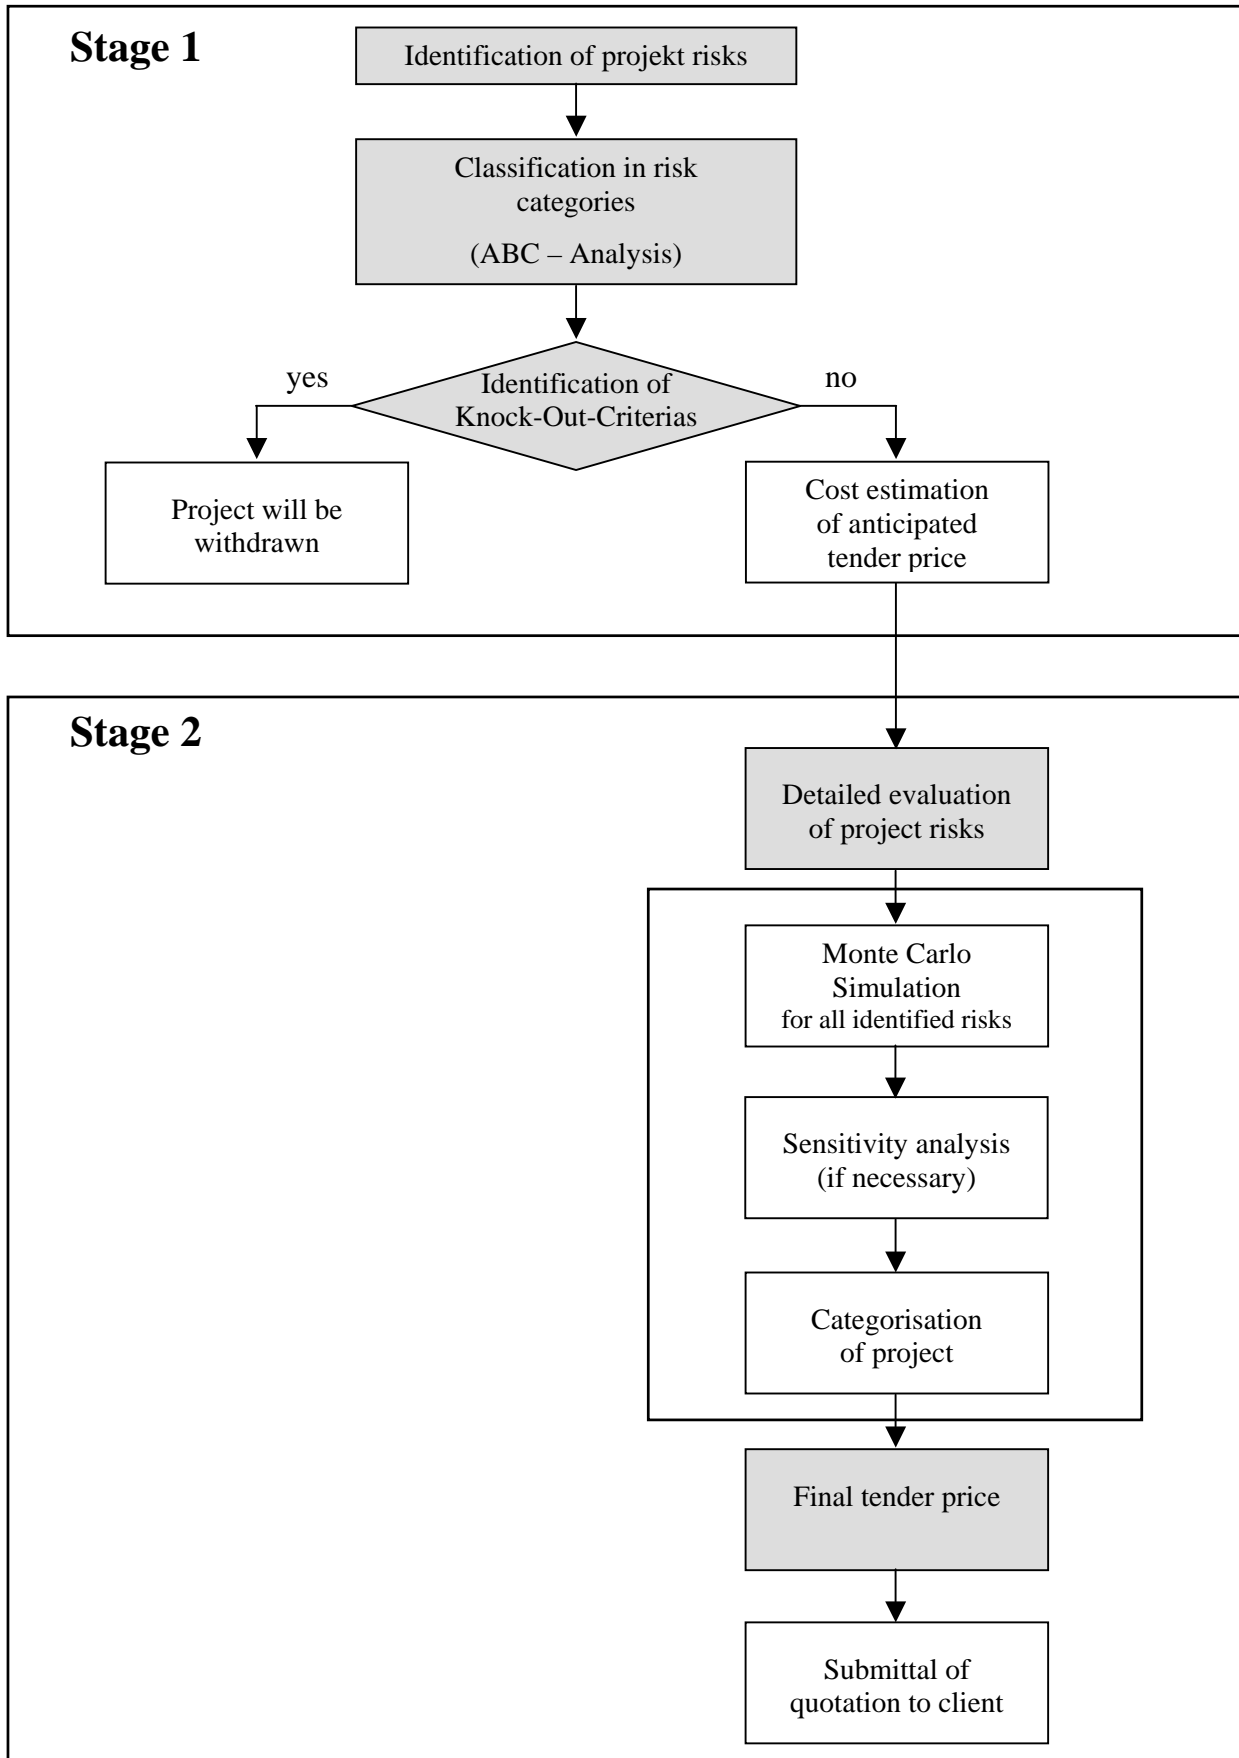 Stage 1
Identification of projekt risks
Classification in risk
categories
(ABC – Analysis)
yes
Identification of
Knock-Out-Criterias
no
Project will be
withdrawn
Cost estimation
of anticipated
tender price
Stage 2
Detailed evaluation
of project risks
Monte Carlo
Simulation
for all identified risks
Sensitivity analysis
(if necessary)
Categorisation
of project
Final tender price
Submittal of
quotation to client